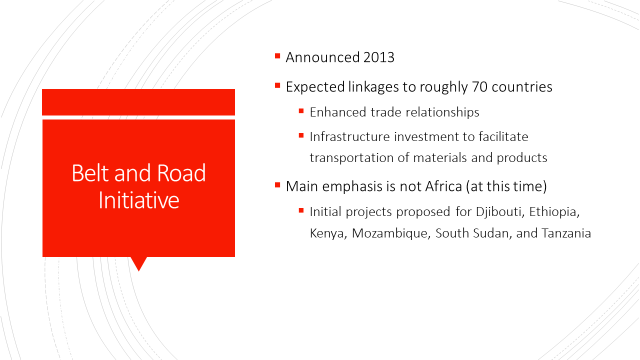 Belt and Road
Initiative
Announced 2013
Expected linkages to roughly 70 countries
Enhanced trade relationships
Infrastructure investment to facilitate
transportation of materials and products
Main emphasis is not Africa (at this time)
Initial projects proposed for Djibouti, Ethiopia,
Kenya, Mozambique, South Sudan, and Tanzania